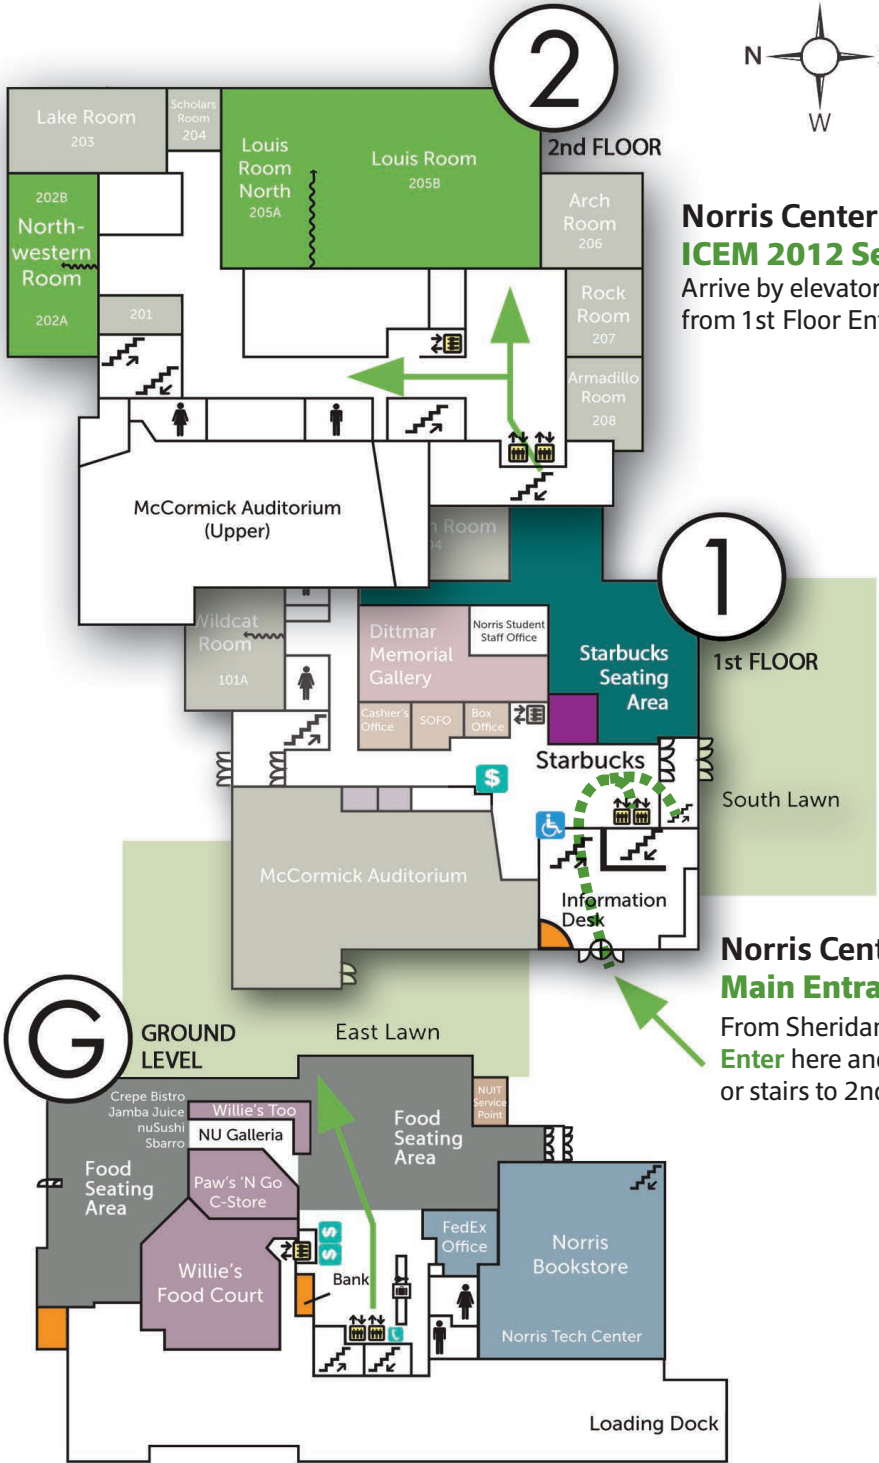 2
2nd FLOOR
N
W
Lake Room
203
Scholars
Room
204
Louis
Room
North
205A
Louis Room
205B
202B
North-
western
Room
202A
201
Arch
Room
206
Rock
Room
207
Armadillo
Room
208
Norris Center
ICEM 2012 Se
Arrive by elevator
from 1st Floor Ent
McCormick Auditorium
(Upper)
Room
1
1st FLOOR
Wildcat
Room
101A
Dittmar
Memorial
Gallery
Norris Student
Staff Office
Starbucks
Seating
Area
Cashier's
Office
SOFO
Box
Office
$
Starbucks
South Lawn
McCormick Auditorium
Information
Desk
Norris Cent
Main Entra
From Sheridan
Enter here and
or stairs to 2nd
East Lawn
G
GROUND
LEVEL
Crepe Bistro
Jamba Juice
nuSushi
Sbarro
Willie's Too
NU Galleria
Food
Seating
Area
NUIT
Service
Point
Food
Seating
Area
Paw's 'N Go
C-Store
Willie's
Food Court
$
$
Bank
FedEx
Office
Norris
Bookstore
Norris Tech Center
Loading Dock